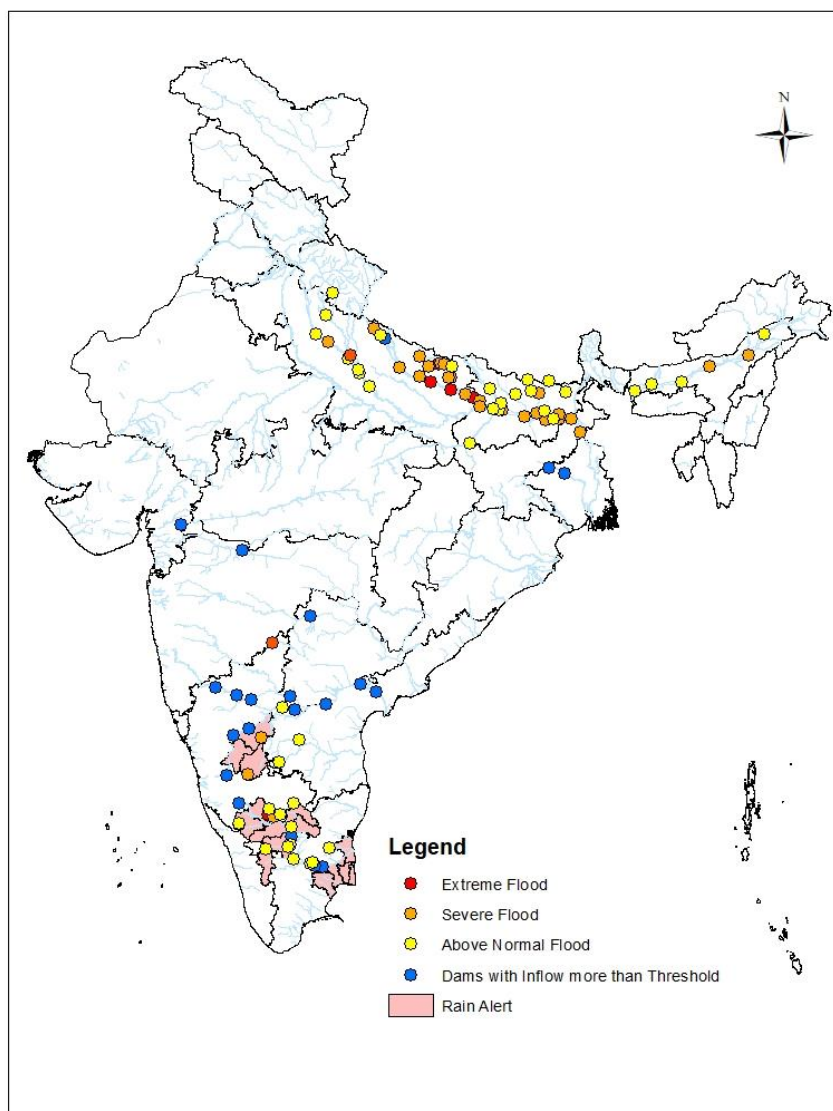 N
Legend
Extreme Flood
Severe Flood
Above Normal Flood
Dams with Inflow more than Threshold
Rain Alert